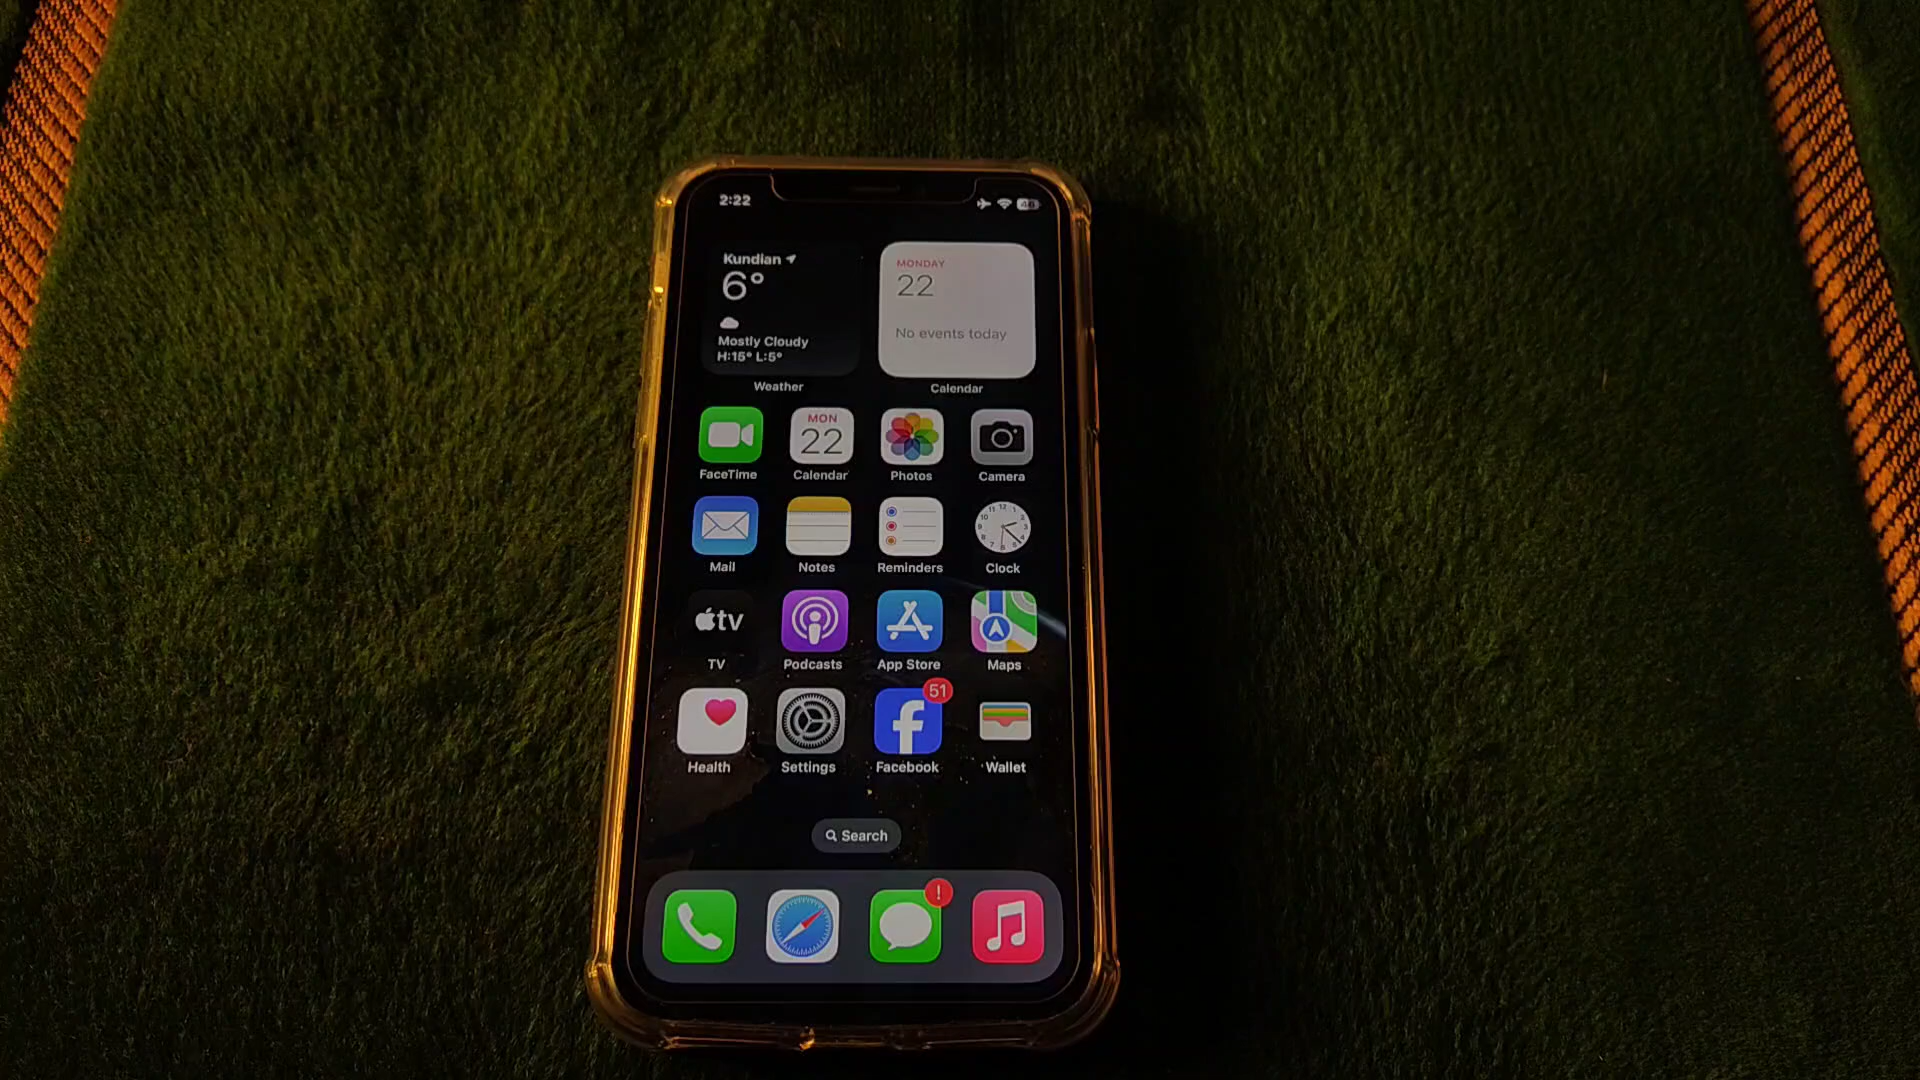 2:22
46
Kundian
6°
Mostly Cloudy
H:15° L:5°
Weather
MONDAY
22
No events today
Calendar
FaceTime
MON
22
Calendar
Photos
Camera
Mail
Notes
Reminders
Clock
tv
TV
Podcasts
App Store
Maps
Health
Settings
51
Facebook
Wallet
Search
!